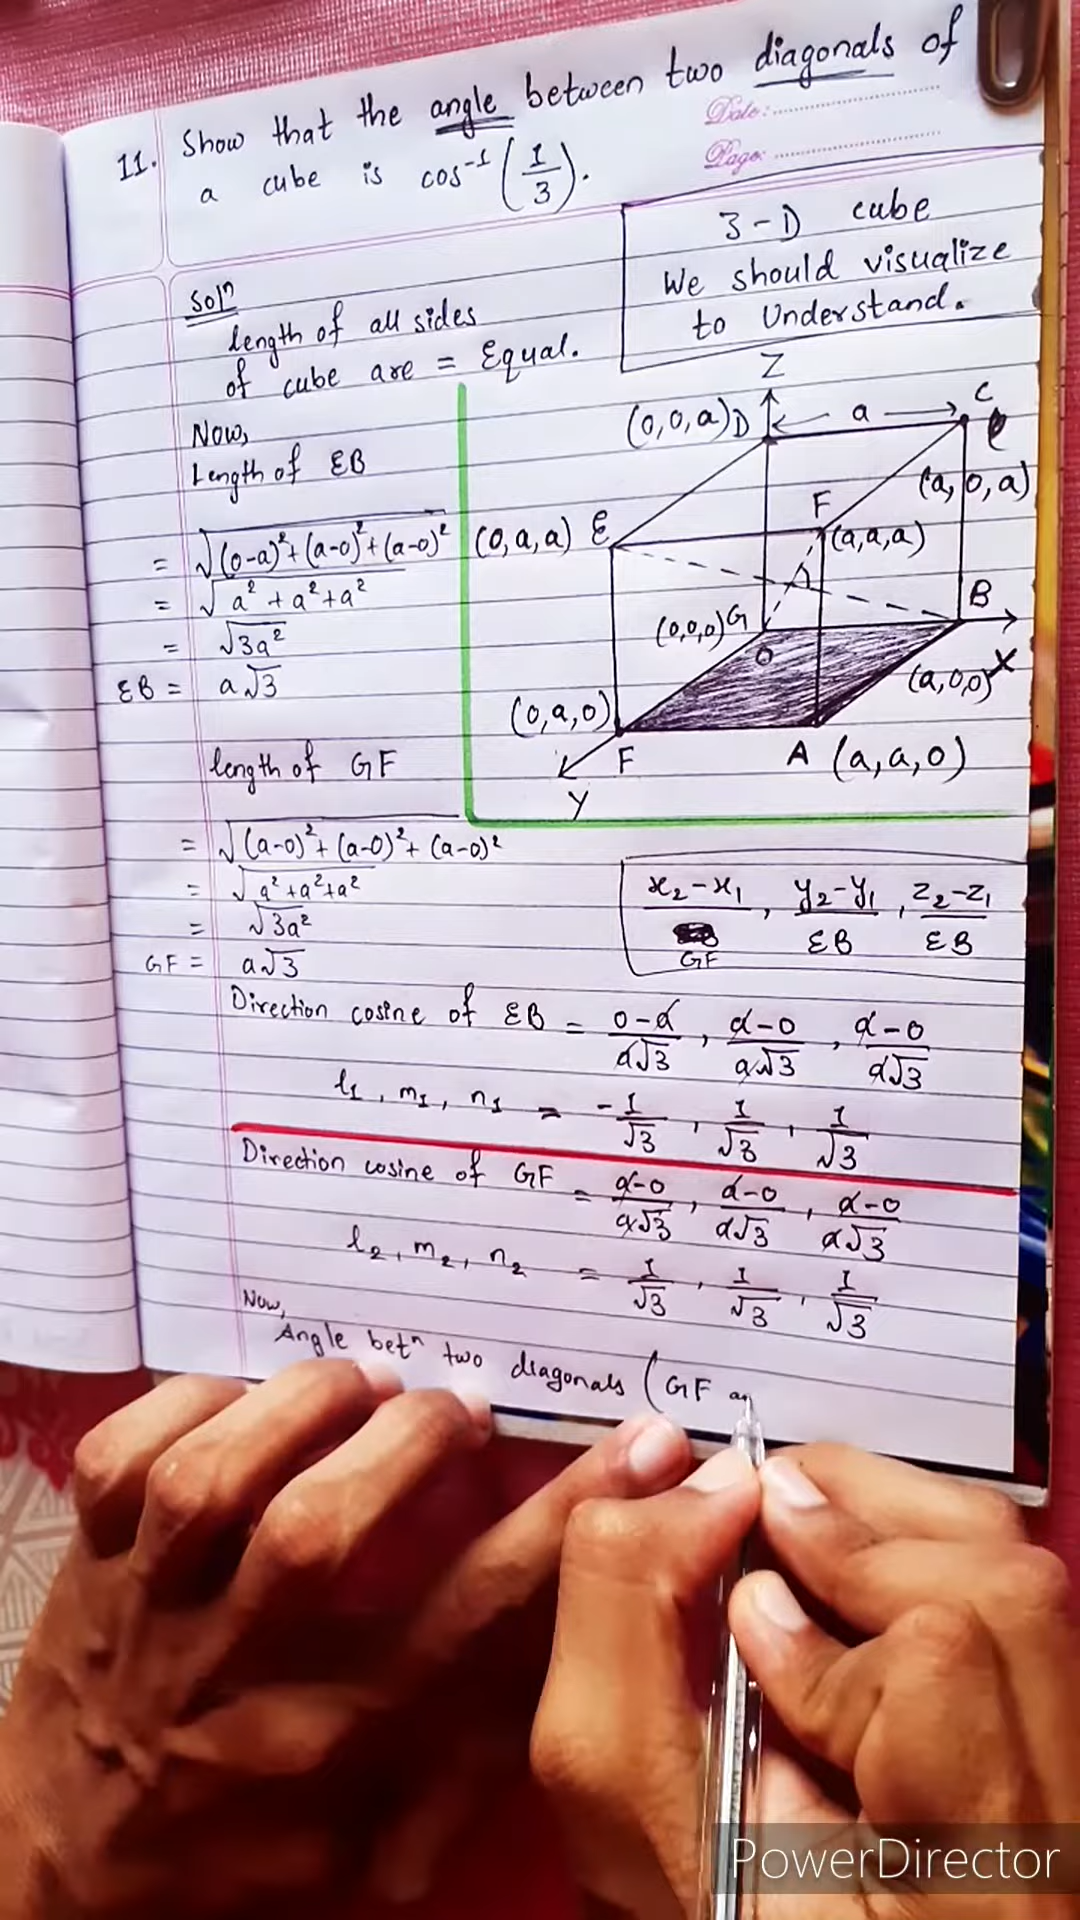 11. Show that the angle between two diagonals of
a cube is cos⁻¹ (1/3).
Date:
Page:
3-D cube
We should visualize
to Understand.
Solⁿ
length of all sides
of cube are = Equal.
Now,
Length of EB
= √(0-a)²+(a-0)²+(a-0)²
= √a²+a²+a²
= √3a²
EB = a√3
length of GF
= √(a-0)²+(a-0)²+(a-0)²
= √a²+a²+a²
= √3a²
GF = a√3
Z
(0,0,a) D a C
(a,0,a)
F
(0,a,a) E (a,a,a)
B
(0,0,0) G
O
X
(a,0,0)
(0,a,0)
F A (a,a,0)
Y
x₂-x₁/GF, y₂-y₁/EB, z₂-z₁/EB
Direction cosine of EB = 0-a/a√3, a-0/a√3, a-0/a√3
l₁, m₁, n₁ = -1/√3, 1/√3, 1/√3
Direction cosine of GF = a-0/a√3, a-0/a√3, a-0/a√3
l₂, m₂, n₂ = 1/√3, 1/√3, 1/√3
Now,
Angle betⁿ two diagonals (GF an
PowerDirector